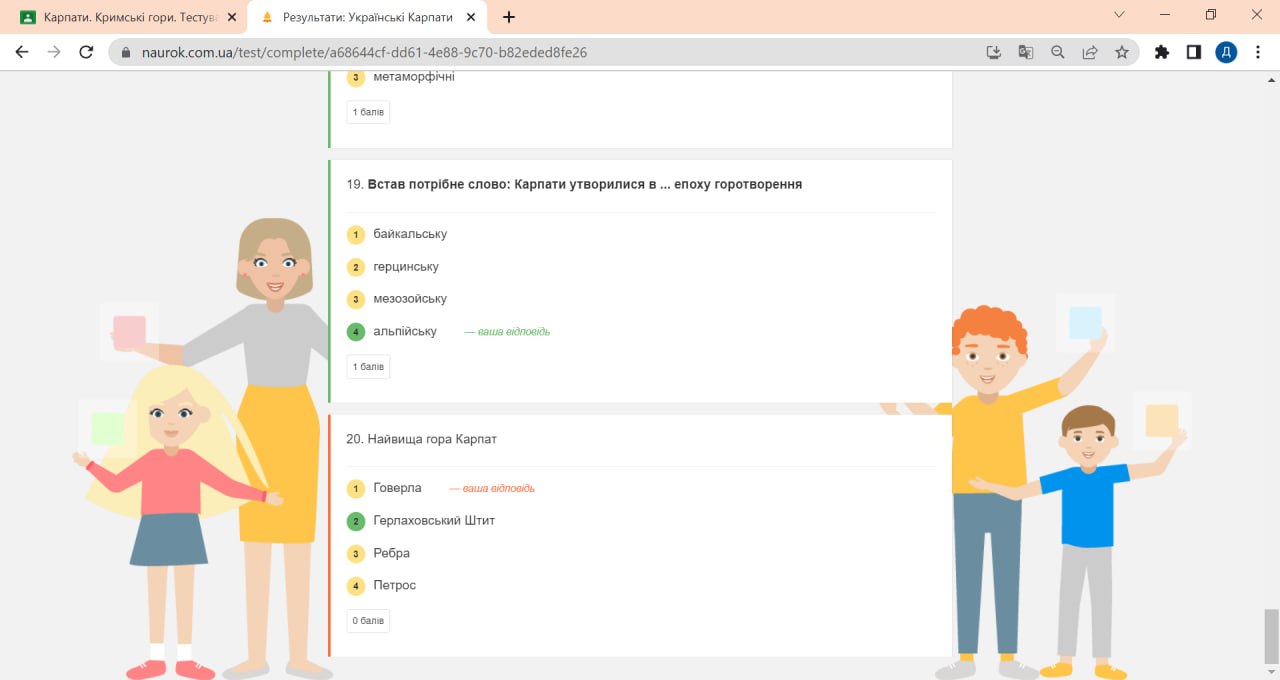 Карпати. Кримські гори. Тестува
Результати: Українські Карпати
naurok.com.ua/test/complete/a68644cf-dd61-4e88-9c70-b82eded8fe26
Д
3 метаморфічні
1 балів
19. Встав потрібне слово: Карпати утворилися в ... епоху горотворення
1 байкальську
2 герцинську
3 мезозойську
4 альпійську — ваша відповідь
1 балів
20. Найвища гора Карпат
1 Говерла — ваша відповідь
2 Герлаховський Штит
3 Ребра
4 Петрос
0 балів